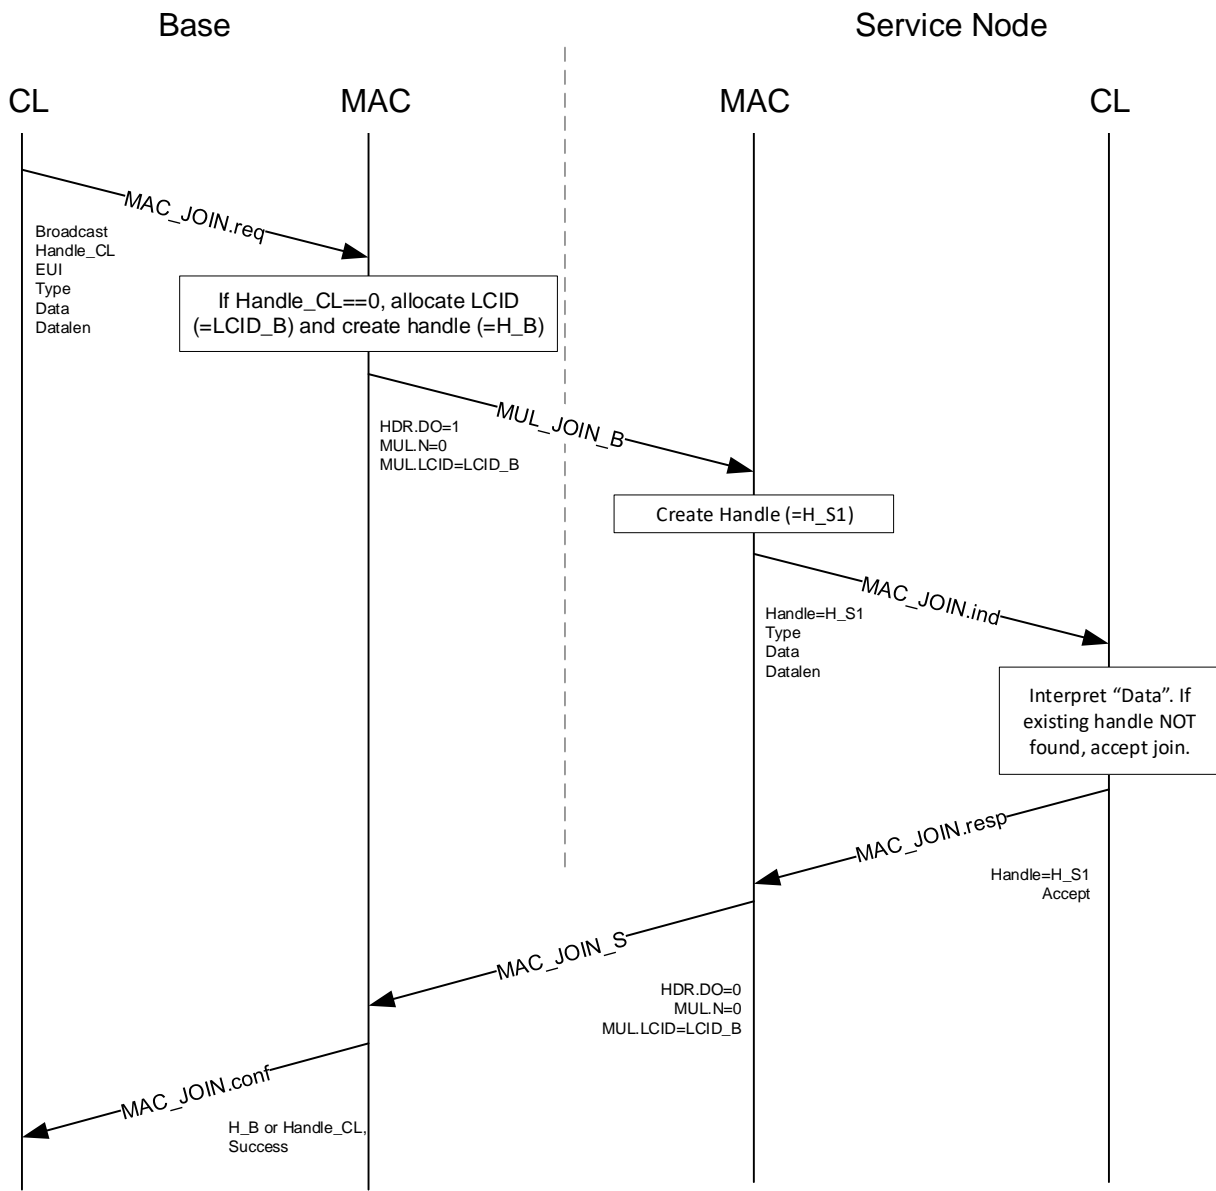 Base
Service Node
CL
MAC
MAC
CL
MAC_JOIN.req
Broadcast
Handle_CL
EUI
Type
Data
Datalen
If Handle_CL==0, allocate LCID
(=LCID_B) and create handle (=H_B)
MUL_JOIN_B
HDR.DO=1
MUL.N=0
MUL.LCID=LCID_B
Create Handle (=H_S1)
MAC_JOIN.ind
Handle=H_S1
Type
Data
Datalen
Interpret “Data”. If
existing handle NOT
found, accept join.
MAC_JOIN.resp
Handle=H_S1
Accept
MAC_JOIN_S
HDR.DO=0
MUL.N=0
MUL.LCID=LCID_B
MAC_JOIN.conf
H_B or Handle_CL,
Success